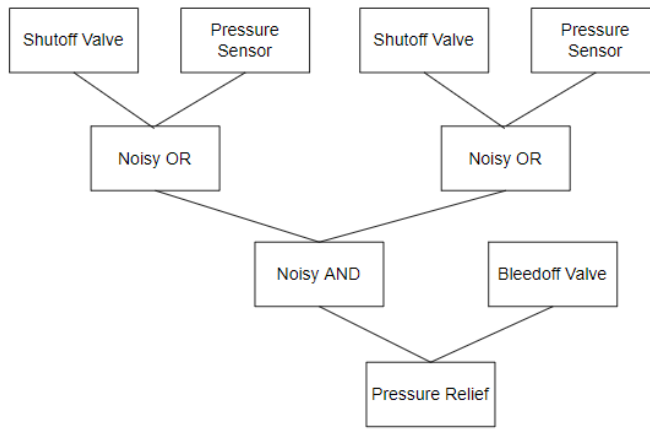 Shutoff Valve
Pressure
Sensor
Shutoff Valve
Pressure
Sensor
Noisy OR
Noisy OR
Noisy AND
Bleedoff Valve
Pressure Relief